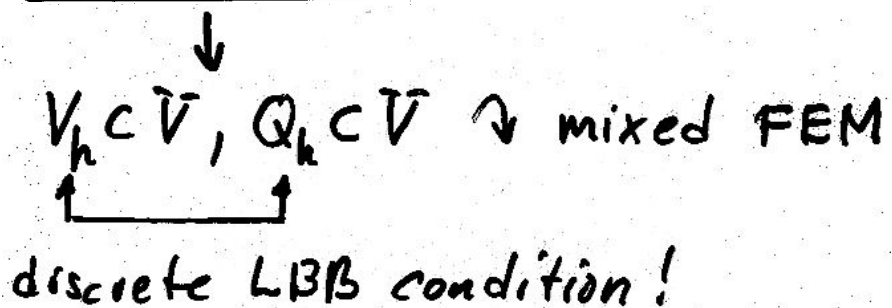 V_h ⊂ V, Q_h ⊂ V ↷ mixed FEM
discrete LBB condition!